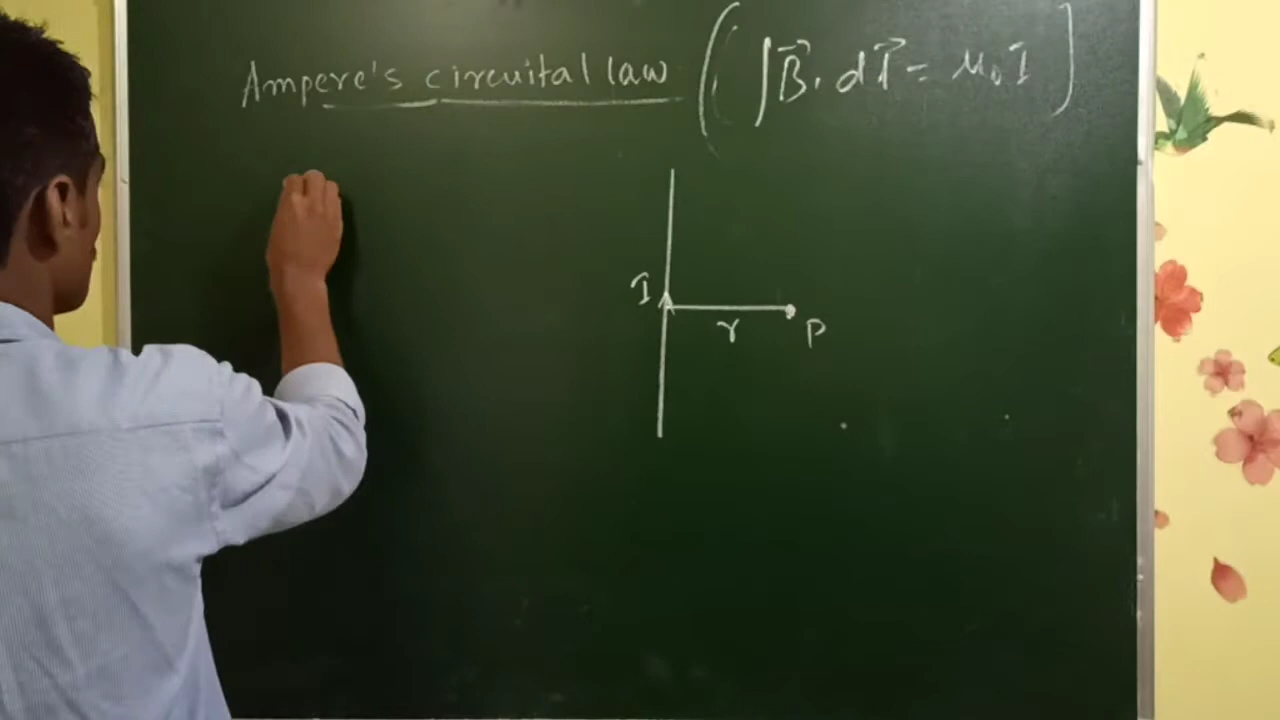 Ampere's circuital law ( ∫B⃗. dl⃗ = μ₀I )
I
r
P